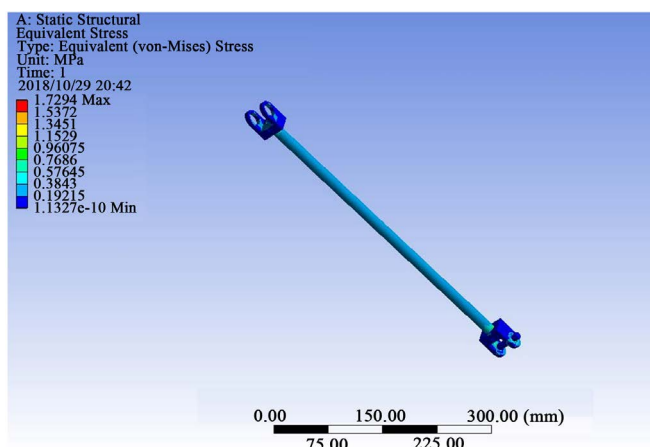 A: Static Structural
Equivalent Stress
Type: Equivalent (von-Mises) Stress
Unit: MPa
Time: 1
2018/10/29 20:42
1.7294 Max
1.5372
1.3451
1.1529
0.96075
0.7686
0.57645
0.3843
0.19215
1.1327e-10 Min
0.00 150.00 300.00 (mm)
75.00 225.00